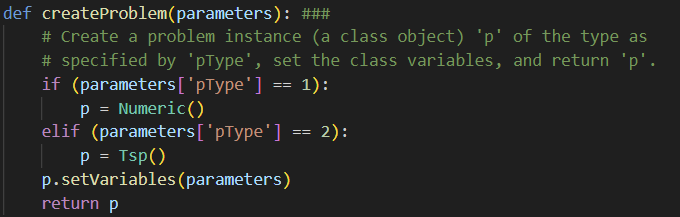 def createProblem(parameters): ###
    # Create a problem instance (a class object) 'p' of the type as
    # specified by 'pType', set the class variables, and return 'p'.
    if (parameters['pType'] == 1):
        p = Numeric()
    elif (parameters['pType'] == 2):
        p = Tsp()
    p.setVariables(parameters)
    return p